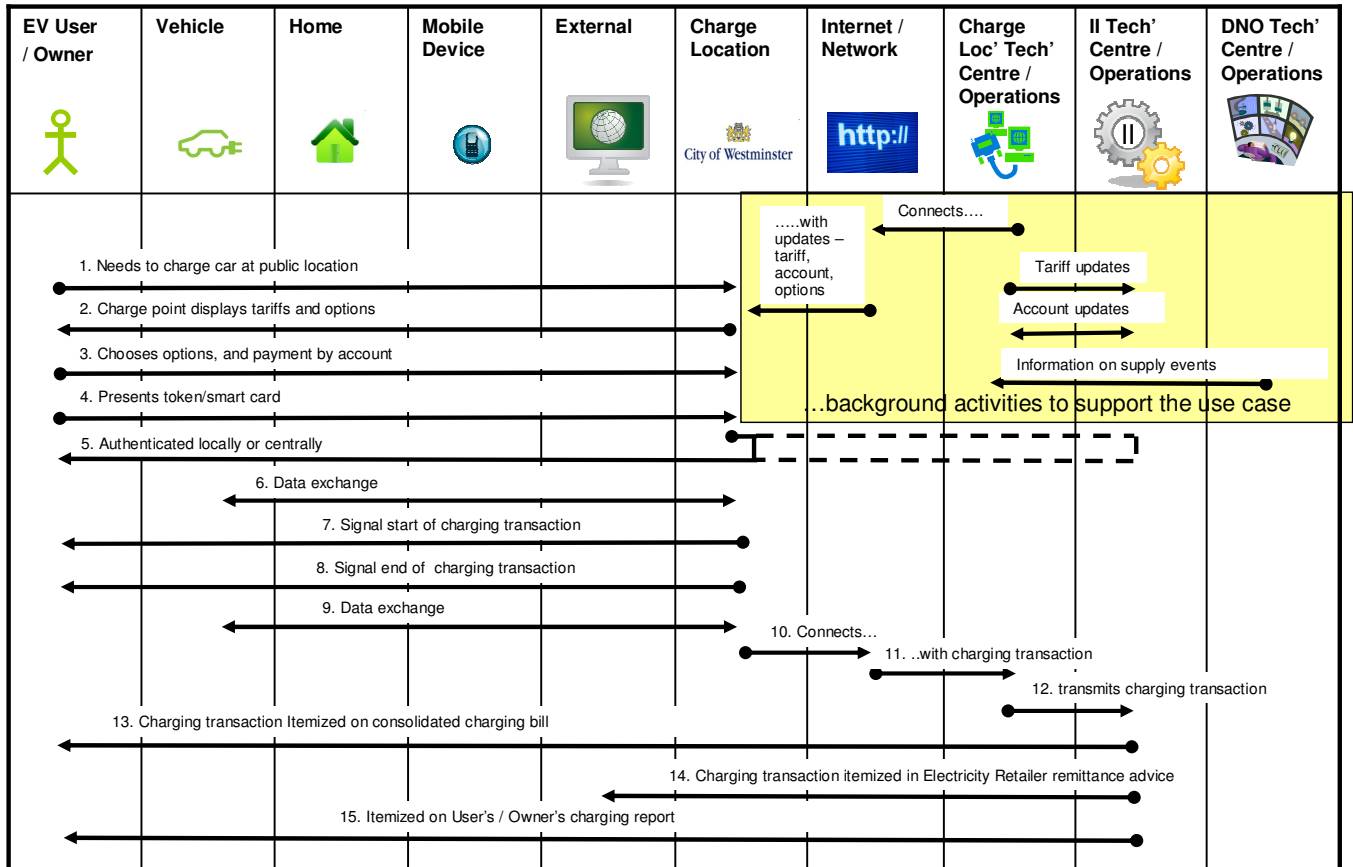 EV User
/ Owner
Vehicle
Home
Mobile
Device
External
Charge
Location
Internet /
Network
Charge
Loc' Tech'
Centre /
Operations
II Tech'
Centre /
Operations
DNO Tech'
Centre /
Operations
City of Westminster
http://
II
Connects….
…..with
updates –
tariff,
account,
options
1. Needs to charge car at public location
Tariff updates
2. Charge point displays tariffs and options
Account updates
3. Chooses options, and payment by account
Information on supply events
4. Presents token/smart card
…background activities to support the use case
5. Authenticated locally or centrally
6. Data exchange
7. Signal start of charging transaction
8. Signal end of charging transaction
9. Data exchange
10. Connects…
11. ..with charging transaction
12. transmits charging transaction
13. Charging transaction Itemized on consolidated charging bill
14. Charging transaction itemized in Electricity Retailer remittance advice
15. Itemized on User's / Owner's charging report